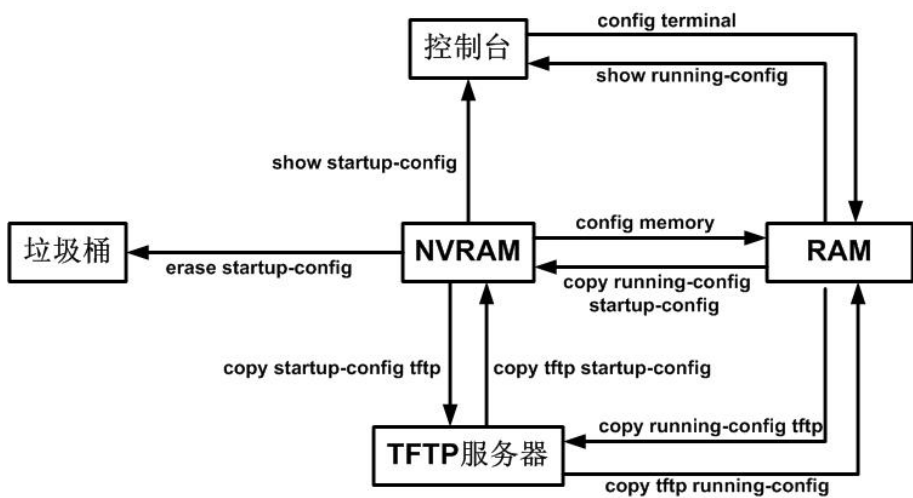 config terminal
控制台
show running-config
show startup-config
垃圾桶
erase startup-config
NVRAM
config memory
RAM
copy running-config
startup-config
copy startup-config tftp
copy tftp startup-config
copy running-config tftp
TFTP服务器
copy tftp running-config